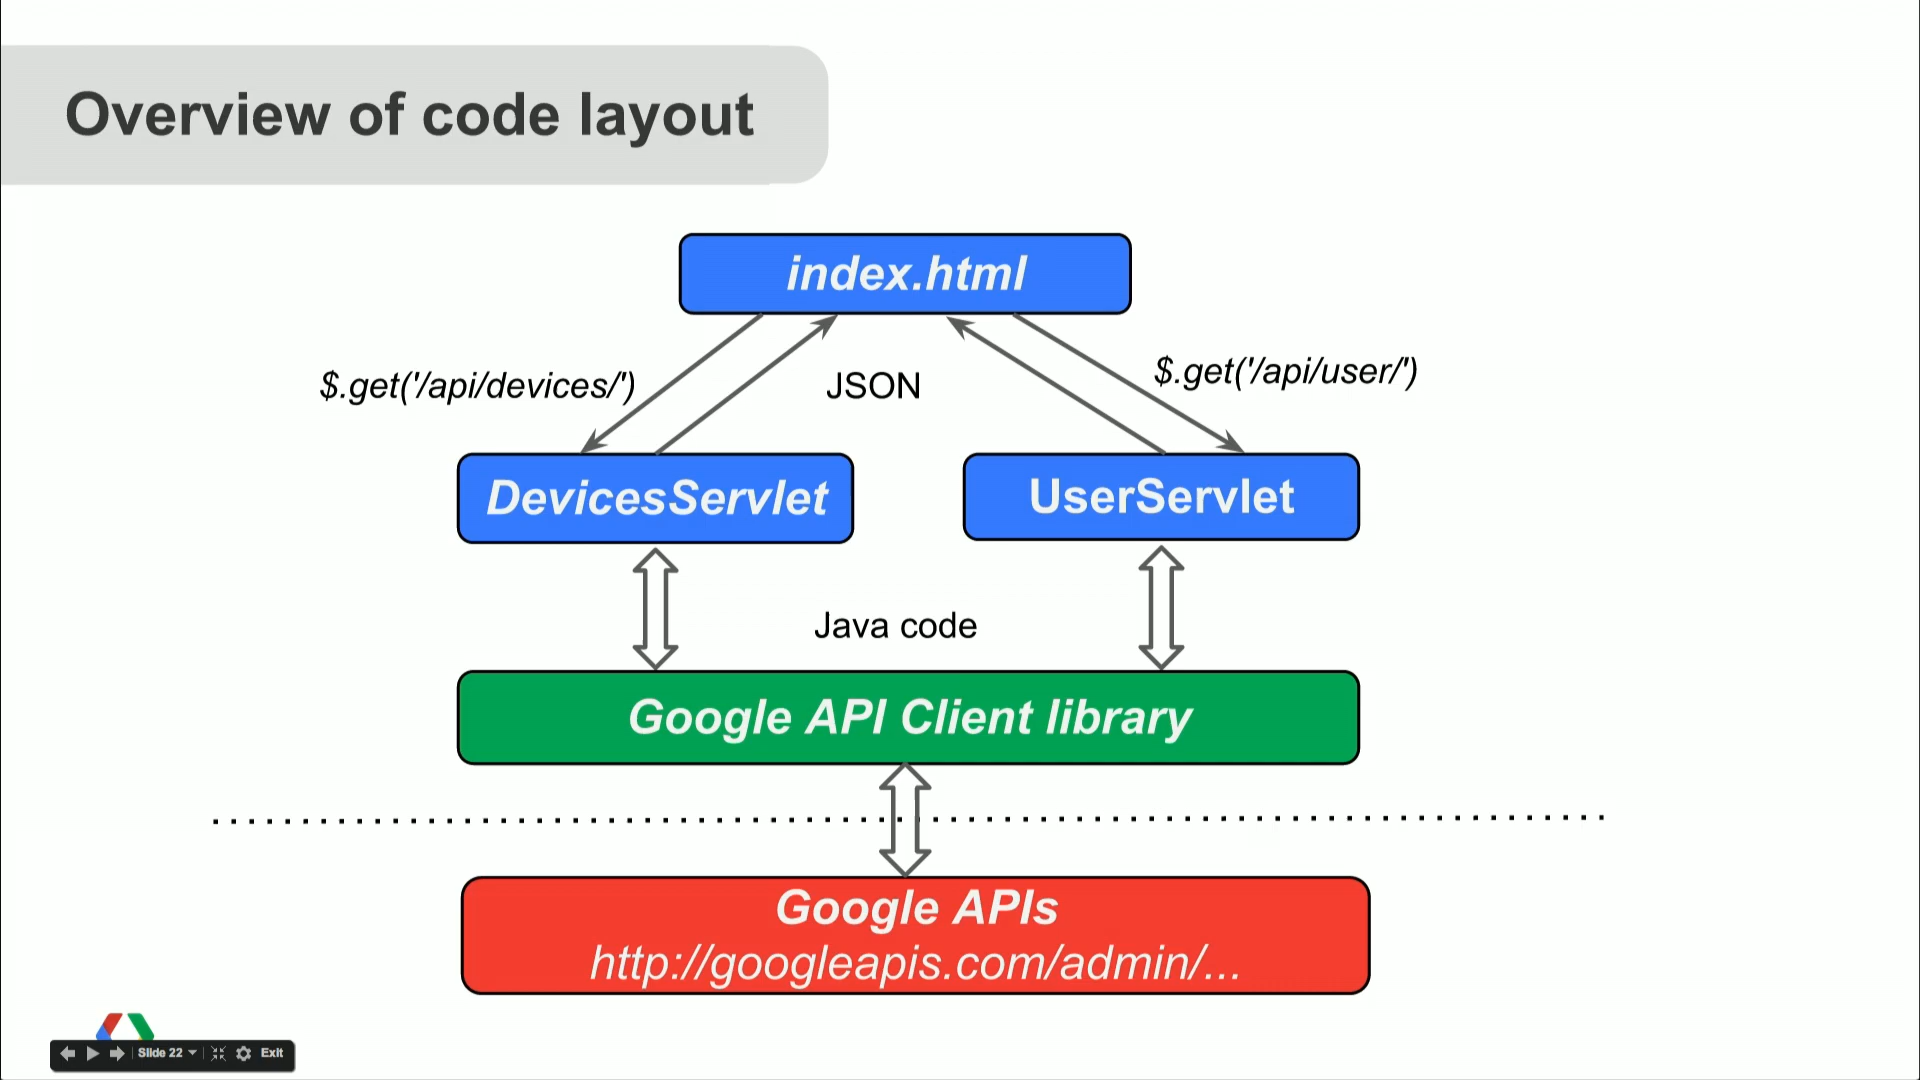 Overview of code layout
index.html
$.get('/api/devices/')
JSON
$.get('/api/user/')
DevicesServlet
UserServlet
Java code
Google API Client library
Google APIs
http://googleapis.com/admin/...
Slide 22
Exit